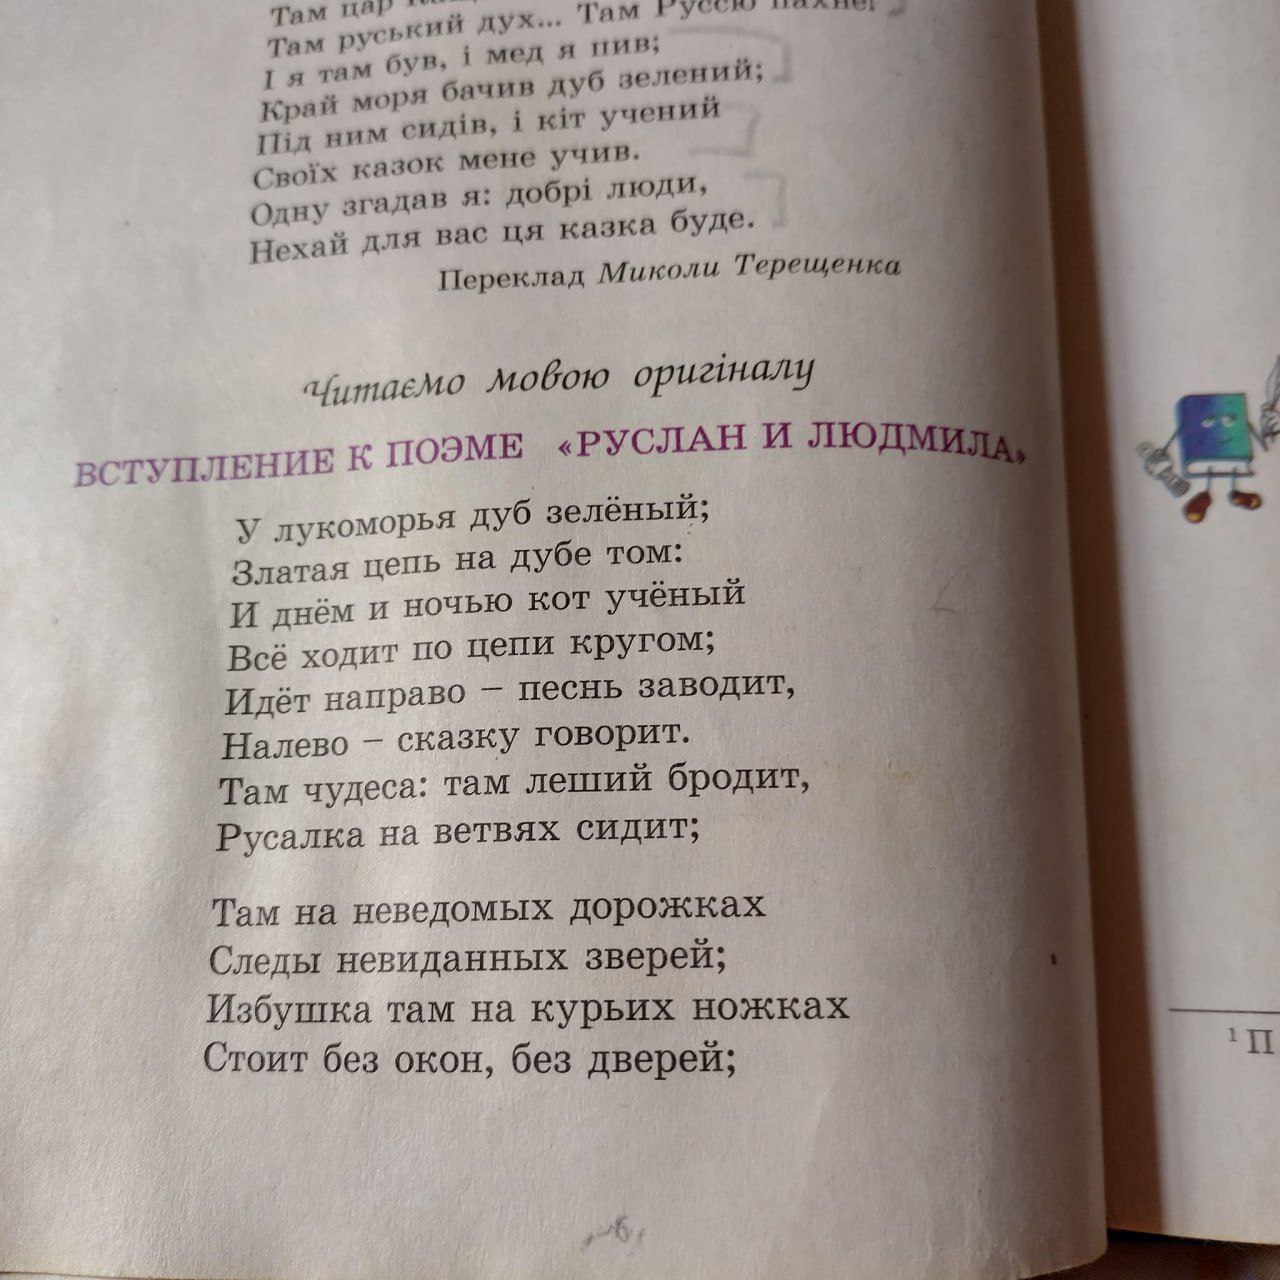 Там цар
Там руський дух... Там Руссю пахне!
І я там був, і мед я пив;
Край моря бачив дуб зелений;
Під ним сидів, і кіт учений
Своїх казок мене учив.
Одну згадав я: добрі люди,
Нехай для вас ця казка буде.
Переклад Миколи Терещенка
Читаємо мовою оригіналу
ВСТУПЛЕНИЕ К ПОЭМЕ «РУСЛАН И ЛЮДМИЛА»
У лукоморья дуб зелёный;
Златая цепь на дубе том:
И днём и ночью кот учёный
Всё ходит по цепи кругом;
Идёт направо – песнь заводит,
Налево – сказку говорит.
Там чудеса: там леший бродит,
Русалка на ветвях сидит;
Там на неведомых дорожках
Следы невиданных зверей;
Избушка там на курьих ножках
Стоит без окон, без дверей;
¹ П